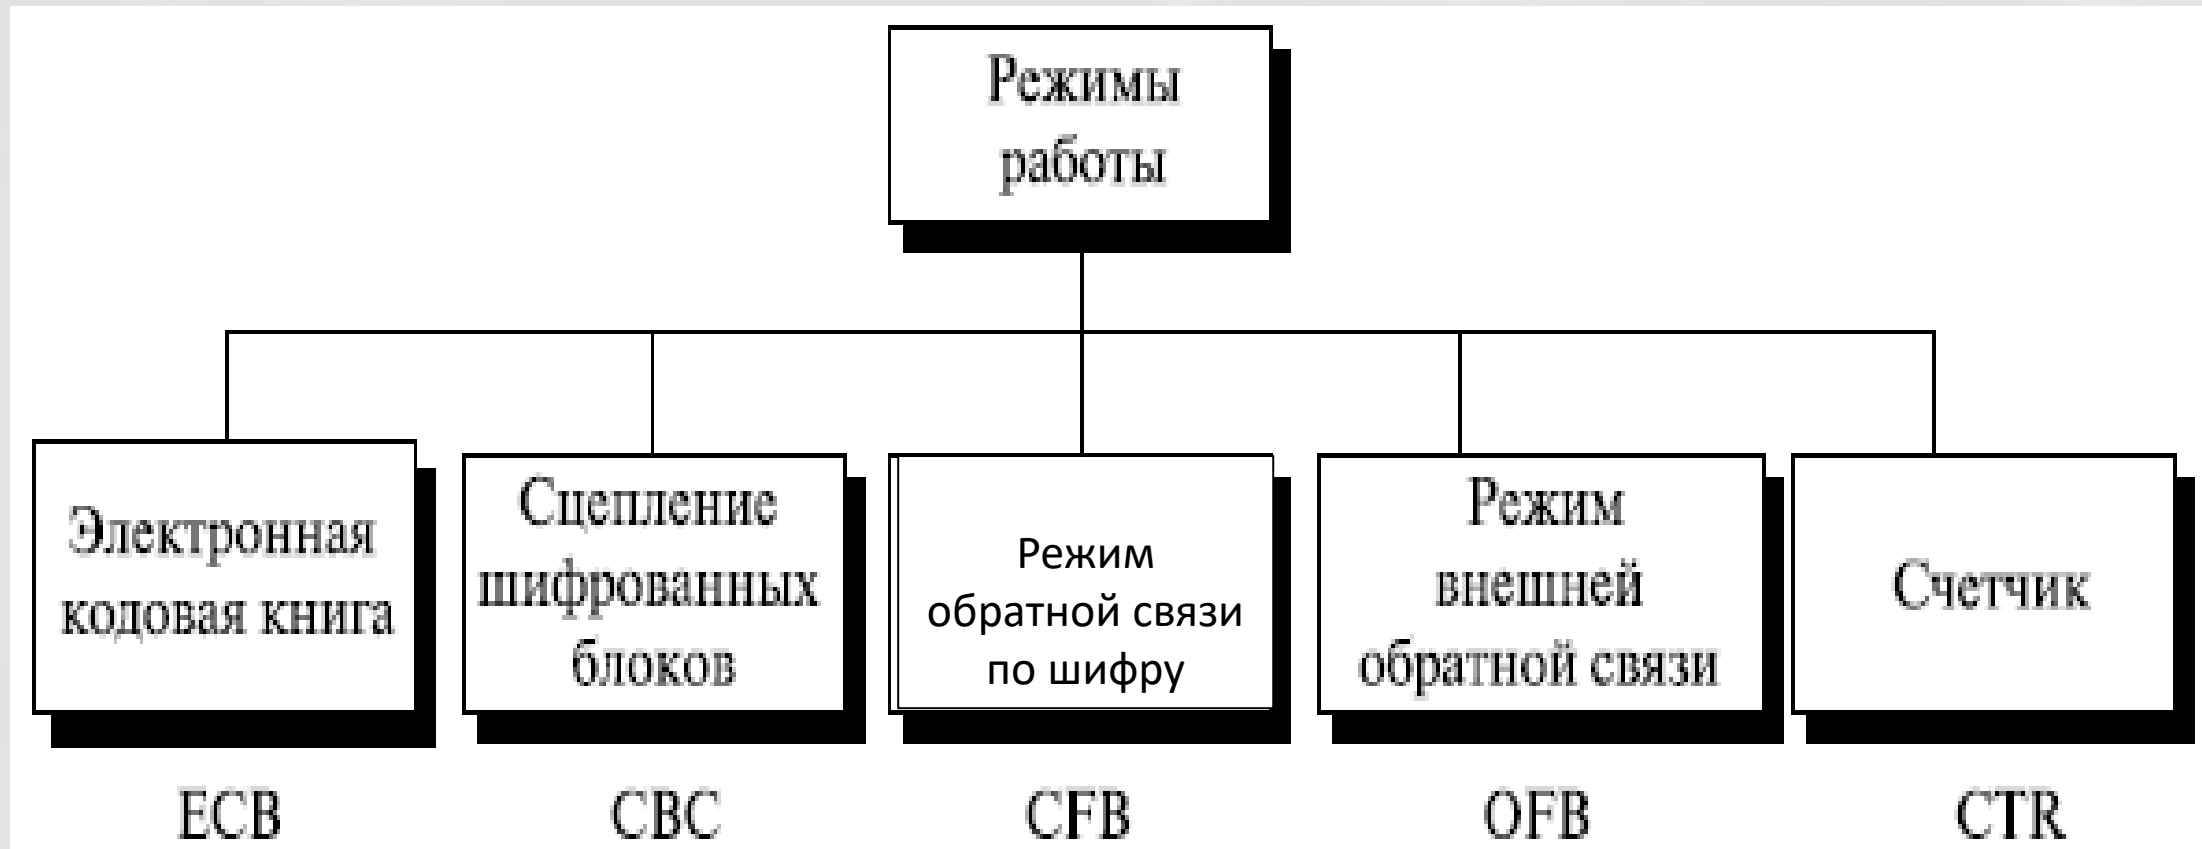 Режимы
работы
Электронная
кодовая книга
Сцепление
шифрованных
блоков
Режим
обратной связи
по шифру
Режим
внешней
обратной связи
Счетчик
ECB
CBC
CFB
OFB
CTR